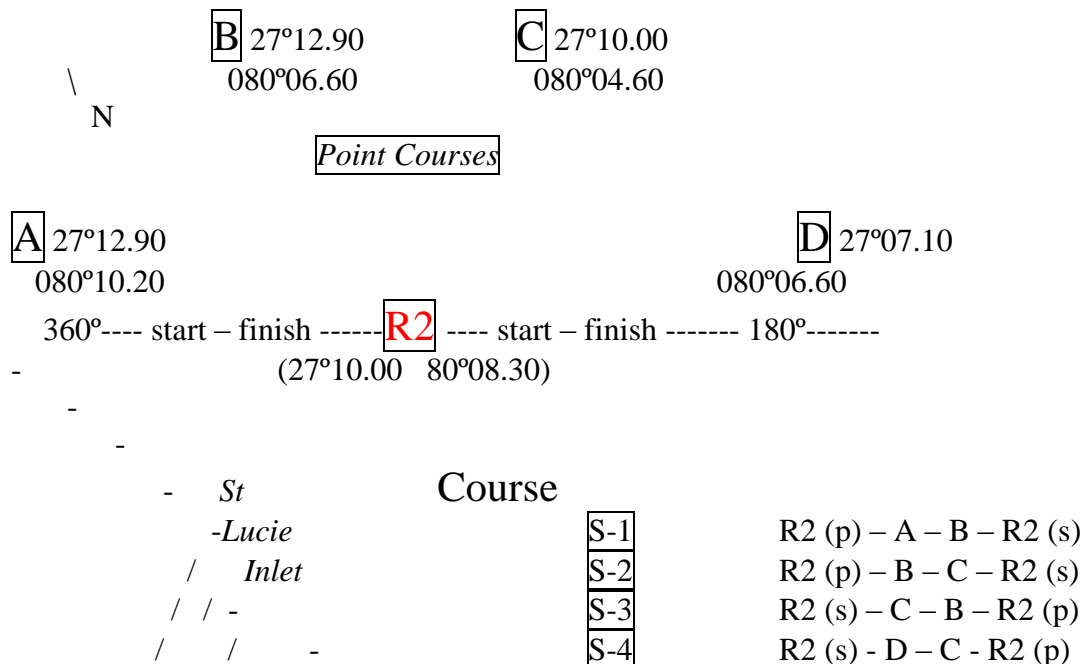 B 27º12.90 C 27º10.00
080º06.60 080º04.60
\
N
Point Courses
A 27º12.90 D 27º07.10
080º10.20 080º06.60
360º---- start – finish ------R2 ---- start – finish ------- 180º-------
- (27º10.00 80º08.30)
-
-
- St Course
-Lucie S-1 R2 (p) – A – B – R2 (s)
/ Inlet S-2 R2 (p) – B – C – R2 (s)
/ / - S-3 R2 (s) – C – B – R2 (p)
/ / - S-4 R2 (s) - D – C - R2 (p)